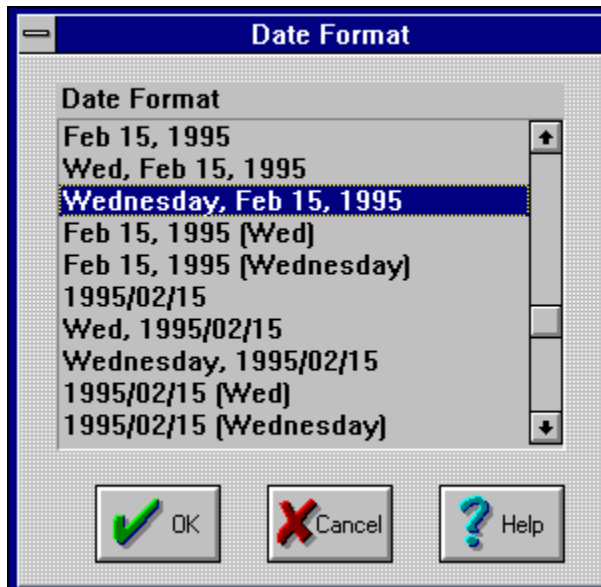 Date Format
Date Format
Feb 15, 1995
Wed, Feb 15, 1995
Wednesday, Feb 15, 1995
Feb 15, 1995 (Wed)
Feb 15, 1995 (Wednesday)
1995/02/15
Wed, 1995/02/15
Wednesday, 1995/02/15
1995/02/15 (Wed)
1995/02/15 (Wednesday)
OK Cancel Help